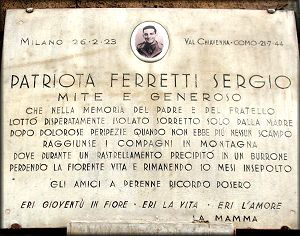 MILANO 26-2-23 VAL CHIAVENNA-COMO-21-7-44
PATRIOTA FERRETTI SERGIO
MITE E GENEROSO
CHE NELLA MEMORIA DEL PADRE E DEL FRATELLO
LOTTÒ DISPERATAMENTE ISOLATO SORRETTO SOLO DALLA MADRE
DOPO DOLOROSE PERIPEZIE QUANDO NON EBBE PIÙ NESSUN SCAMPO
RAGGIUNSE I COMPAGNI IN MONTAGNA
DOVE DURANTE UN RASTRELLAMENTO PRECIPITÒ IN UN BURRONE
PERDENDO LA FIORENTE VITA E RIMANENDO 10 MESI INSEPOLTO
GLI AMICI A PERENNE RICORDO POSERO
ERI GIOVENTÙ IN FIORE - ERI LA VITA - ERI L'AMORE
LA MAMMA